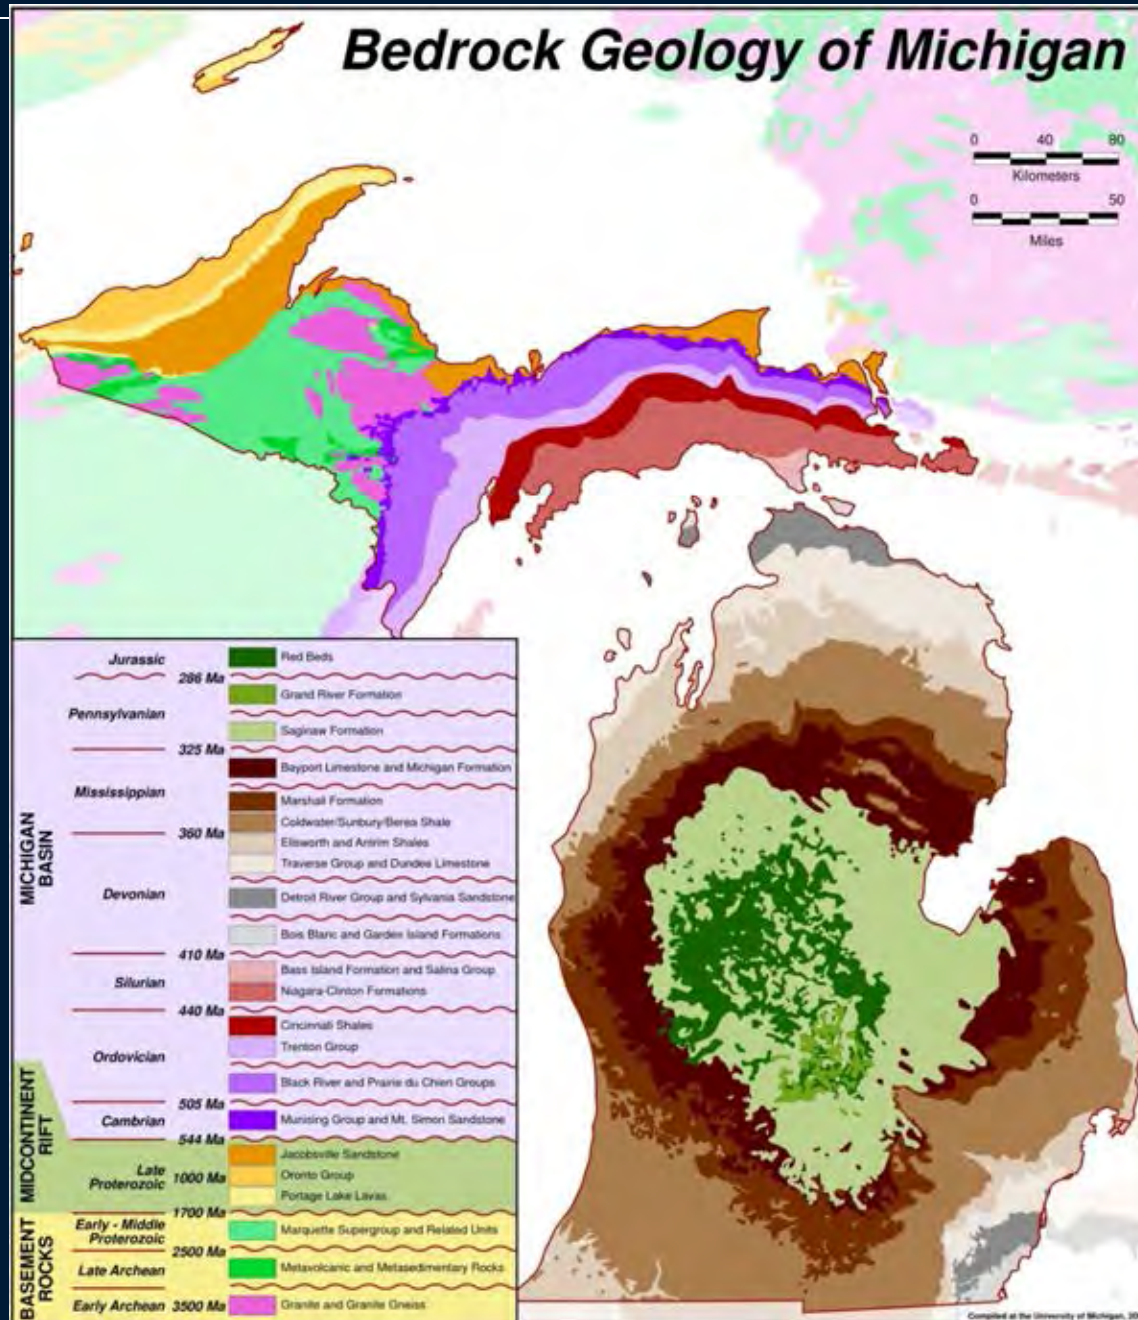 Bedrock Geology of Michigan
0 40 80
Kilometers
0 50
Miles
Jurassic
286 Ma
Pennsylvanian
325 Ma
Mississippian
360 Ma
Devonian
410 Ma
Silurian
440 Ma
Ordovician
505 Ma
Cambrian
544 Ma
Late
Proterozoic 1000 Ma
1700 Ma
Early - Middle
Proterozoic
2500 Ma
Late Archean
Early Archean 3500 Ma
MICHIGAN
BASIN
MIDCONTINENT
RIFT
BASEMENT
ROCKS
Red Beds
Grand River Formation
Saginaw Formation
Bayport Limestone and Michigan Formation
Marshall Formation
Coldwater/Sunbury/Berea Shale
Ellsworth and Antrim Shales
Traverse Group and Dundee Limestone
Detroit River Group and Sylvania Sandstone
Bois Blanc and Garden Island Formations
Bass Island Formation and Salina Group
Niagara-Clinton Formations
Cincinnati Shales
Trenton Group
Black River and Prairie du Chien Groups
Munising Group and Mt. Simon Sandstone
Jacobsville Sandstone
Oronto Group
Portage Lake Lavas
Marquette Supergroup and Related Units
Metavolcanic and Metasedimentary Rocks
Granite and Granite Gneiss
Compiled at the University of Michigan, 20